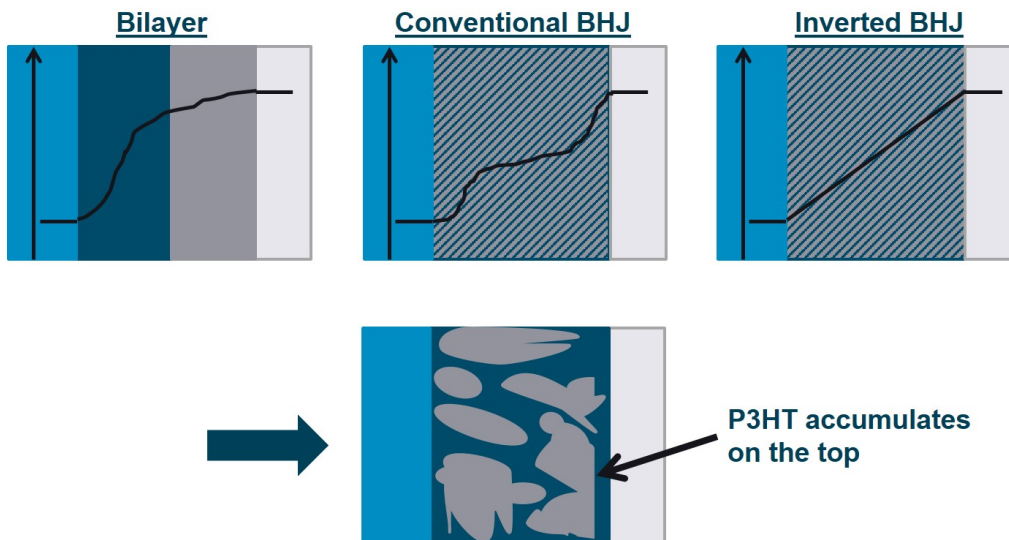 Bilayer
Conventional BHJ
Inverted BHJ
P3HT accumulates
on the top